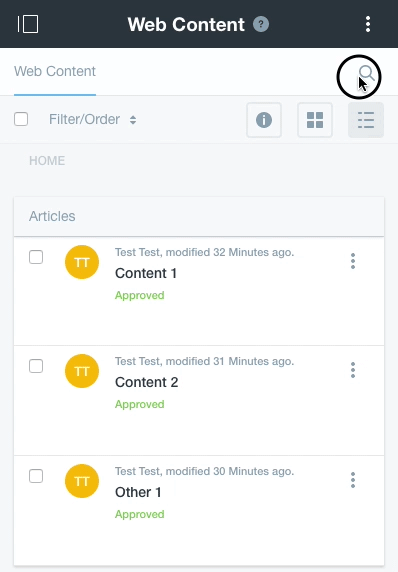 Web Content ?
Web Content
Filter/Order
HOME
Articles
TT
Test Test, modified 32 Minutes ago.
Content 1
Approved
TT
Test Test, modified 31 Minutes ago.
Content 2
Approved
TT
Test Test, modified 30 Minutes ago.
Other 1
Approved